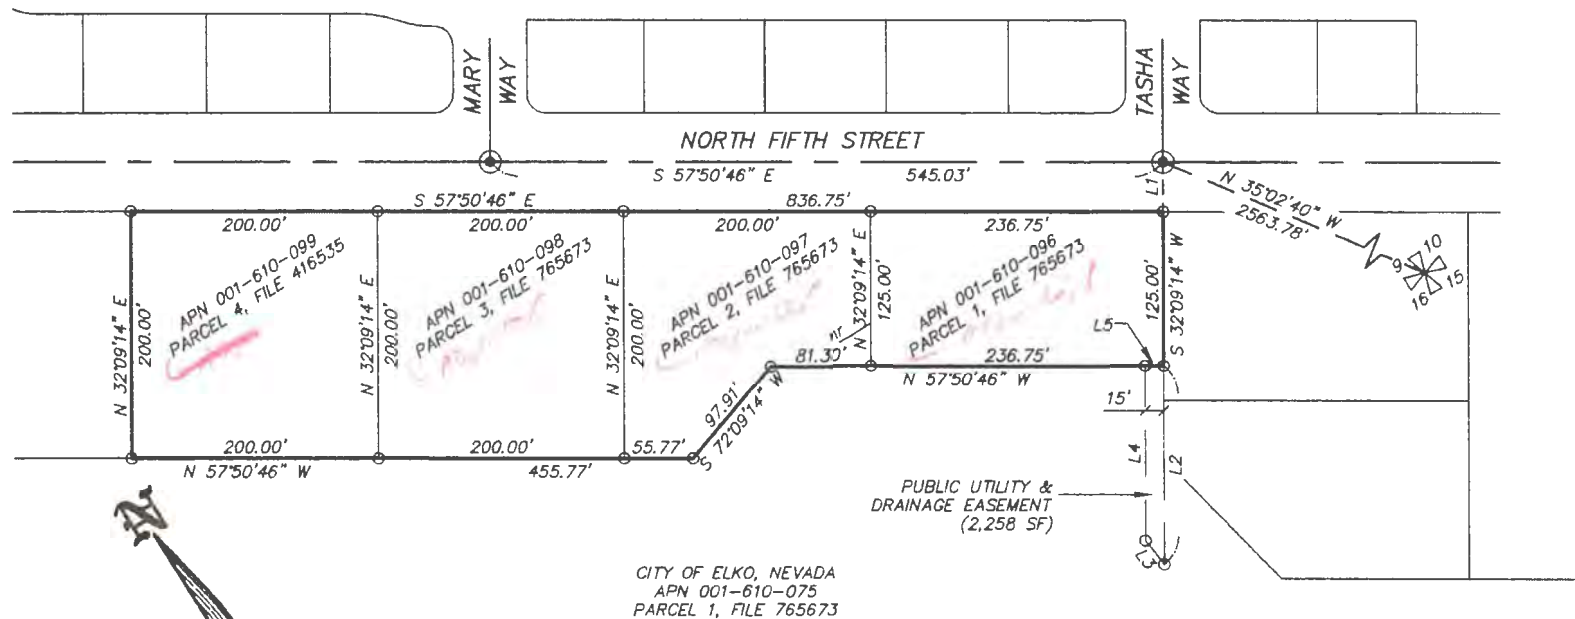 MARY
WAY
TASHA
WAY
NORTH FIFTH STREET
S 57°50'46" E
545.03'
L1
N 35°02'40" W
2563.78'
9
10
16
15
S 57°50'46" E
836.75'
200.00'
200.00'
200.00'
236.75'
N 32°09'14" E
200.00'
APN 001-610-099
PARCEL 4, FILE 416535
N 32°09'14" E
200.00'
APN 001-610-098
PARCEL 3, FILE 765673
N 32°09'14" E
200.00'
APN 001-610-097
PARCEL 2, FILE 765673
N 32°09'14" E
125.00'
APN 001-610-096
PARCEL 1, FILE 765673
125.00'
S 32°09'14" W
L5
81.30'
236.75'
N 57°50'46" W
97.91'
S 72°09'14" W
15'
200.00'
200.00'
55.77'
N 57°50'46" W
455.77'
L4
L2
L3
PUBLIC UTILITY &
DRAINAGE EASEMENT
(2,258 SF)
N
CITY OF ELKO, NEVADA
APN 001-610-075
PARCEL 1, FILE 765673